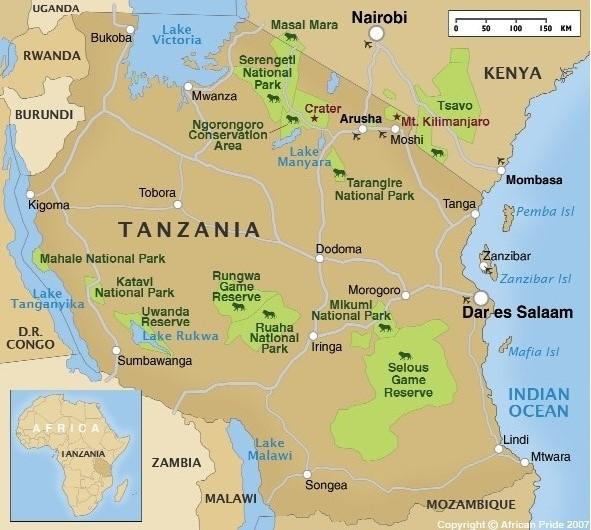 UGANDA
Bukoba
Lake
Victoria
Masal Mara
Nairobi
0 50 100 150 KM
RWANDA
Serengeti
National
Park
KENYA
Mwanza
BURUNDI
Crater
Arusha
Tsavo
Mt. Kilimanjaro
Ngorongoro
Conservation
Area
Moshi
Lake
Manyara
Mombasa
Kigoma
Tobora
Tarangire
National Park
Tanga
Pemba Isl
TANZANIA
Dodoma
Zanzibar
Zanzibar Isl
Mahale National Park
Katavi
National Park
Rungwa
Game
Reserve
Morogoro
Lake
Tanganyika
Uwanda
Reserve
Mikumi
National Park
Dar es Salaam
D.R.
CONGO
Lake Rukwa
Ruaha
National
Park
Iringa
Mafia Isl
Sumbawanga
Selous
Game
Reserve
INDIAN
OCEAN
AFRICA
TANZANIA
ZAMBIA
Lake
Malawi
Lindi
Mtwara
MALAWI
Songea
MOZAMBIQUE
Copyright © African Pride 2007